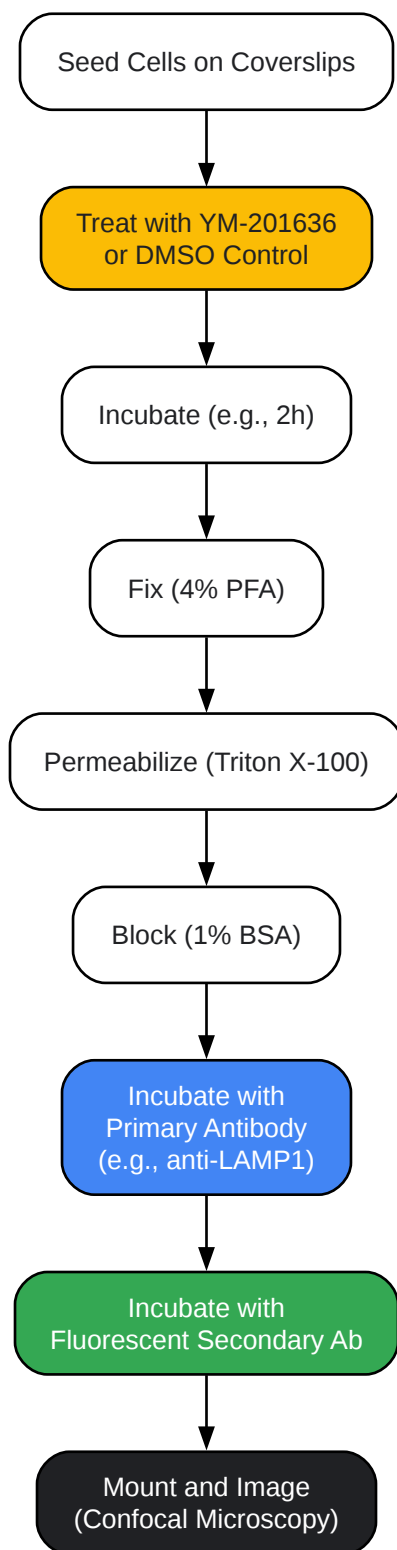 Seed Cells on Coverslips
Treat with YM-201636
or DMSO Control
Incubate (e.g., 2h)
Fix (4% PFA)
Permeabilize (Triton X-100)
Block (1% BSA)
Incubate with
Primary Antibody
(e.g., anti-LAMP1)
Incubate with
Fluorescent Secondary Ab
Mount and Image
(Confocal Microscopy)